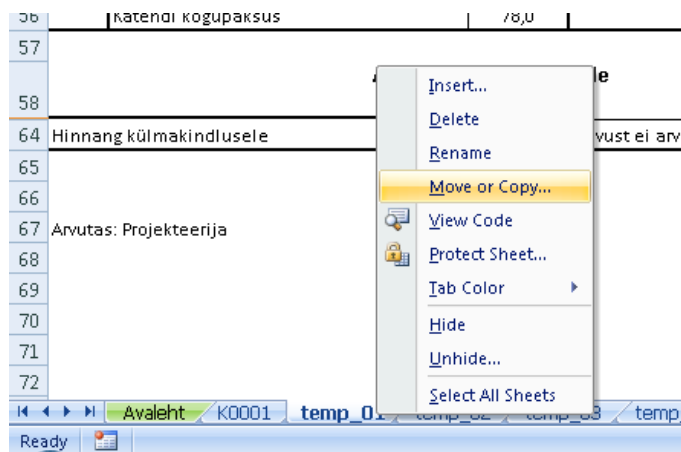 56 Katendi kogupaksus 78,0
57
58
64 Hinnang külmakindlusele vust ei arv
65
66
67 Arvutas: Projekteerija
68
69
70
71
72
Insert...
Delete
Rename
Move or Copy...
View Code
Protect Sheet...
Tab Color
Hide
Unhide...
Select All Sheets
Avaleht K0001 temp_01 temp_02 temp_03 temp_
Ready